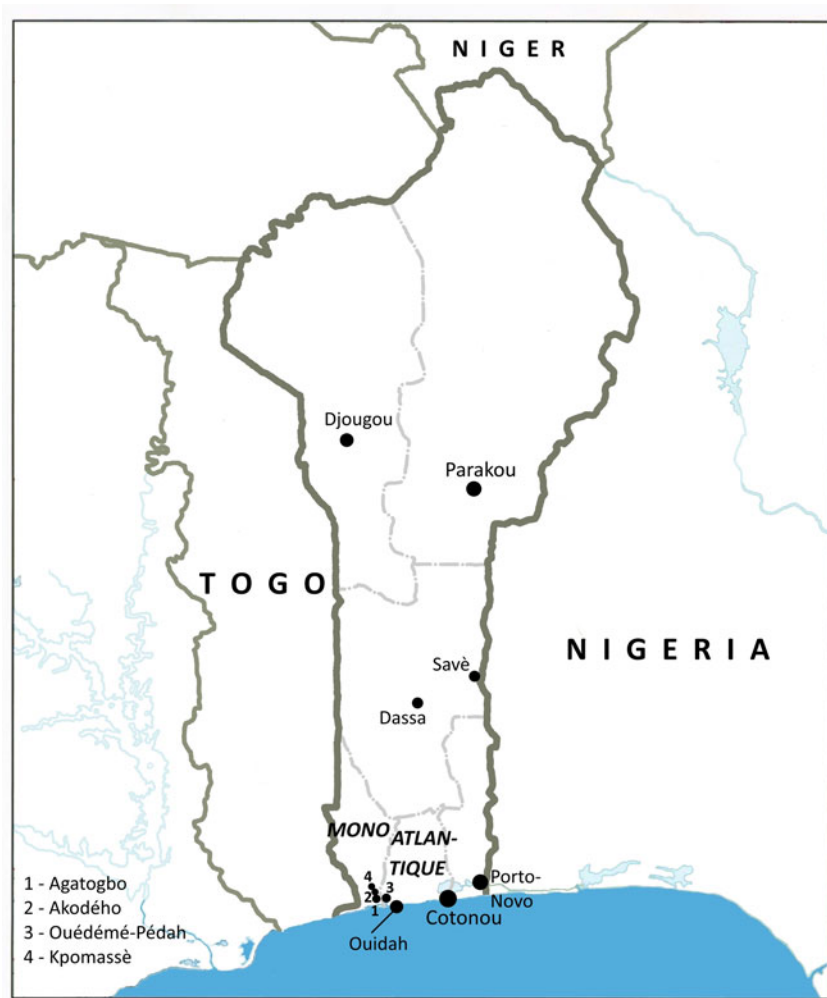 NIGER
Djougou
Parakou
TOGO
NIGERIA
Savè
Dassa
MONO
ATLAN-
TIQUE
4
3
2
1
Porto-
Novo
Cotonou
Ouidah
1 - Agatogbo
2 - Akodého
3 - Ouédémé-Pédah
4 - Kpomassè